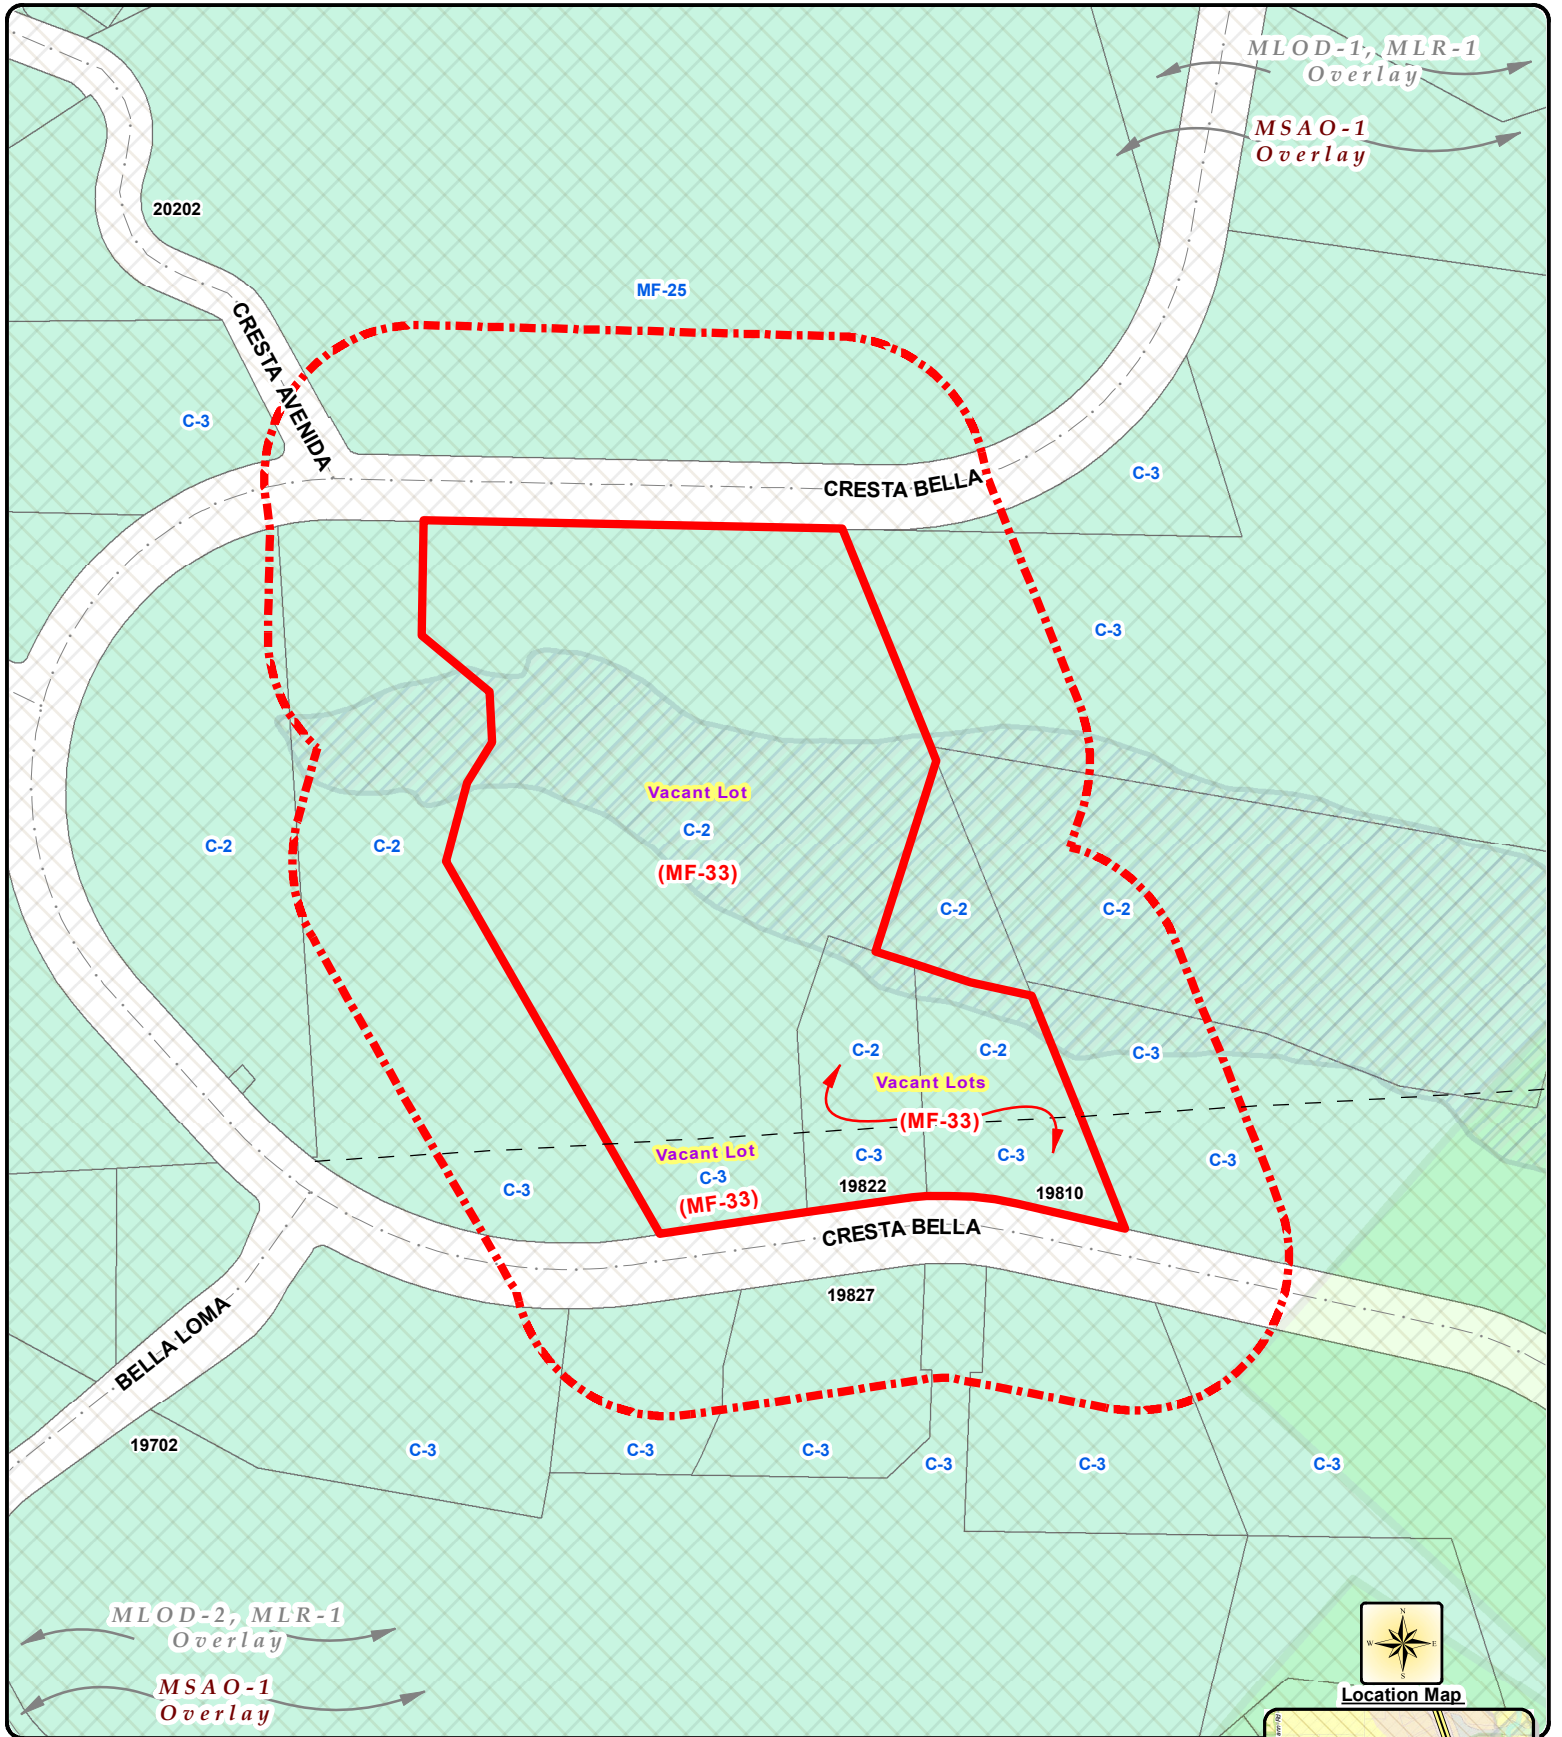 MLOD-1, MLR-1
Overlay
MSAO-1
Overlay
20202
MF-25
CRESTA AVENIDA
C-3
CRESTA BELLA
C-3
C-3
Vacant Lot
C-2
(MF-33)
C-2
C-2
C-2
C-2
C-2
C-2
C-3
Vacant Lots
(MF-33)
Vacant Lot
C-3
(MF-33)
C-3
C-3
C-3
C-3
19822
19810
CRESTA BELLA
19827
BELLA LOMA
19702
C-3
C-3
C-3
C-3
C-3
C-3
MLOD-2, MLR-1
Overlay
MSAO-1
Overlay
N
W
E
S
Location Map